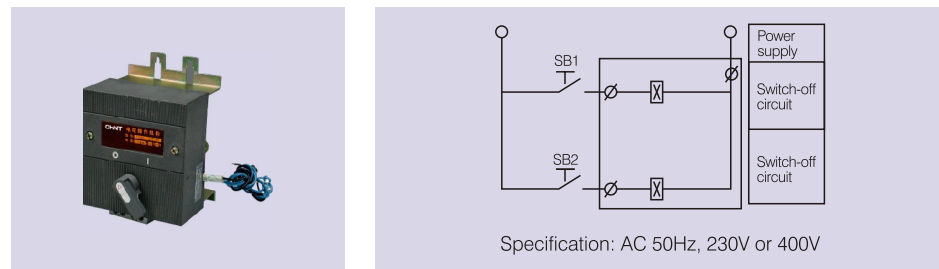 CHNT
O I
SB1
SB2
Power
supply
Switch-off
circuit
Switch-off
circuit
Specification: AC 50Hz, 230V or 400V